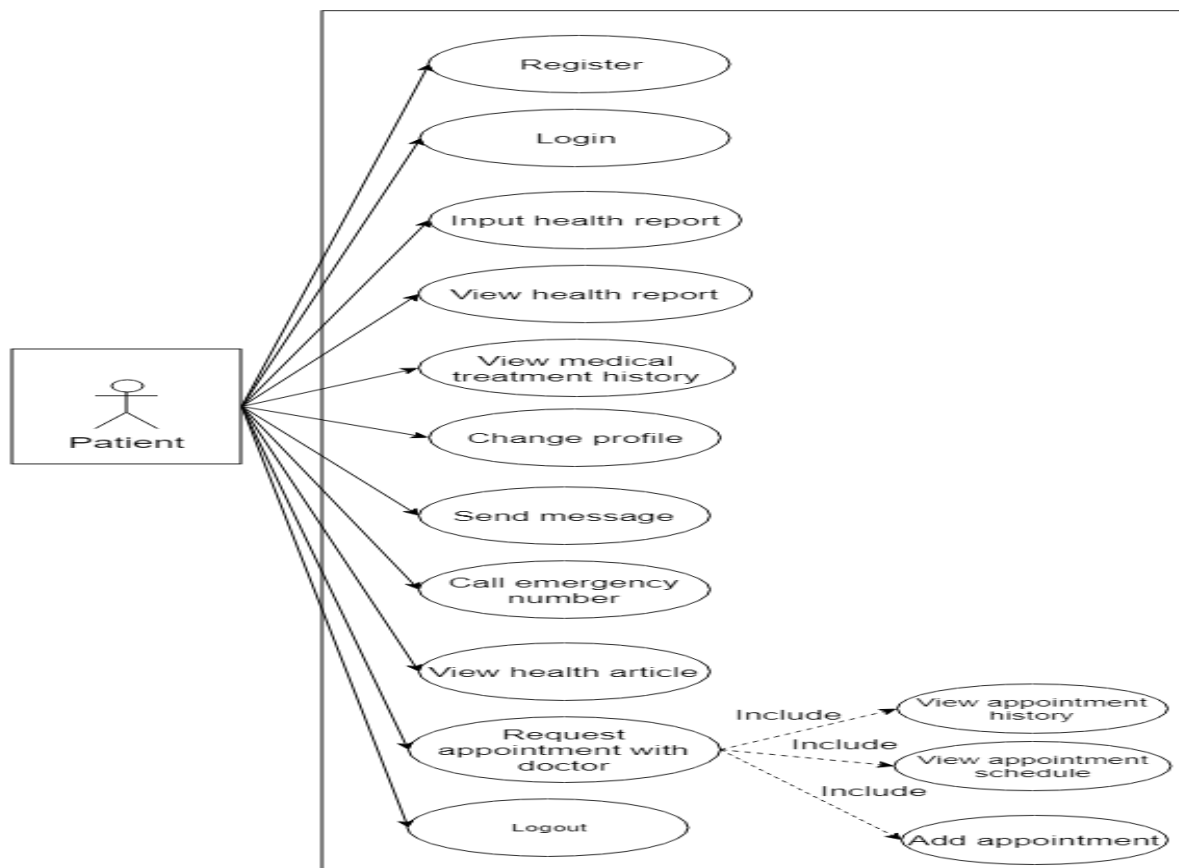 Register
Login
Input health report
View health report
View medical
treatment history
Patient
Change profile
Send message
Call emergency
number
View health article
Request
appointment with
doctor
Include
View appointment
history
Include
View appointment
schedule
Include
Add appointment
Logout